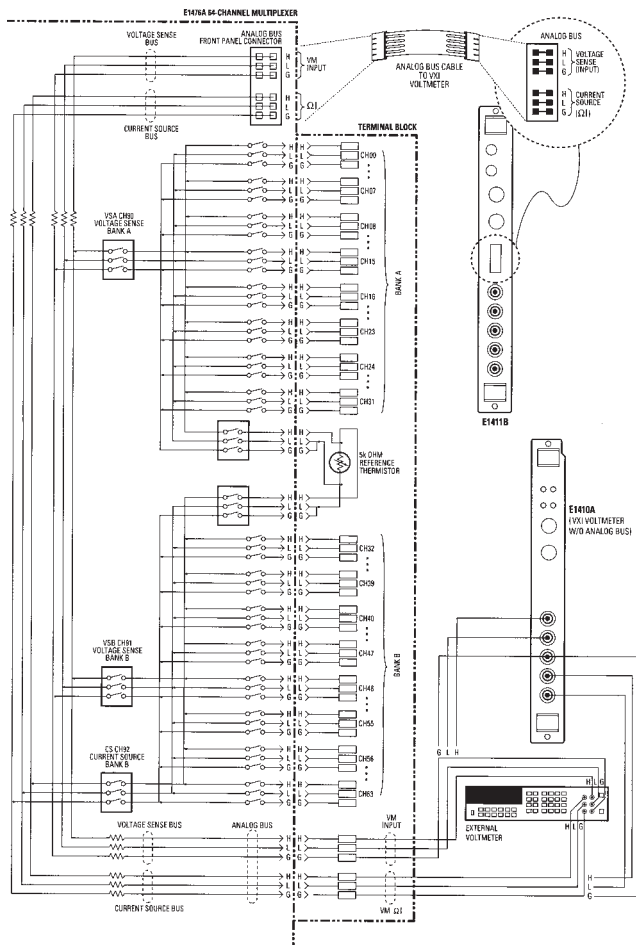 E1476A 64-CHANNEL MULTIPLEXER
VOLTAGE SENSE
BUS
ANALOG BUS
FRONT PANEL CONNECTOR
H
L
G
VM
INPUT
H
L
G
ΩI
CURRENT SOURCE
BUS
ANALOG BUS CABLE
TO VXI
VOLTMETER
ANALOG BUS
H
L
G
VOLTAGE
SENSE
(INPUT)
H
L
G
CURRENT
SOURCE
(ΩI)
TERMINAL BLOCK
H H
L L
G G
CH00
H H
L L
G G
CH07
VSA CH90
VOLTAGE SENSE
BANK A
H H
L L
G G
CH08
H H
L L
G G
CH15
H H
L L
G G
CH16
H H
L L
G G
CH23
H H
L L
G G
CH24
H H
L L
G G
CH31
BANK A
E1411B
H H
L L
G G
5k OHM
REFERENCE
THERMISTOR
H H
L L
G G
E1410A
(VXI VOLTMETER
W/O ANALOG BUS)
H H
L L
G G
CH32
H H
L L
G G
CH39
H H
L L
G G
CH40
VSB CH91
VOLTAGE SENSE
BANK B
H H
L L
G G
CH47
H H
L L
G G
CH48
H H
L L
G G
CH55
CS CH92
CURRENT SOURCE
BANK B
H H
L L
G G
CH56
H H
L L
G G
CH63
BANK B
G L H
H L G
EXTERNAL
VOLTMETER
H L G
VOLTAGE SENSE BUS
ANALOG BUS
VM
INPUT
H H
L L
G G
H H
L L
G G
H
L
G
CURRENT SOURCE BUS
VM ΩI